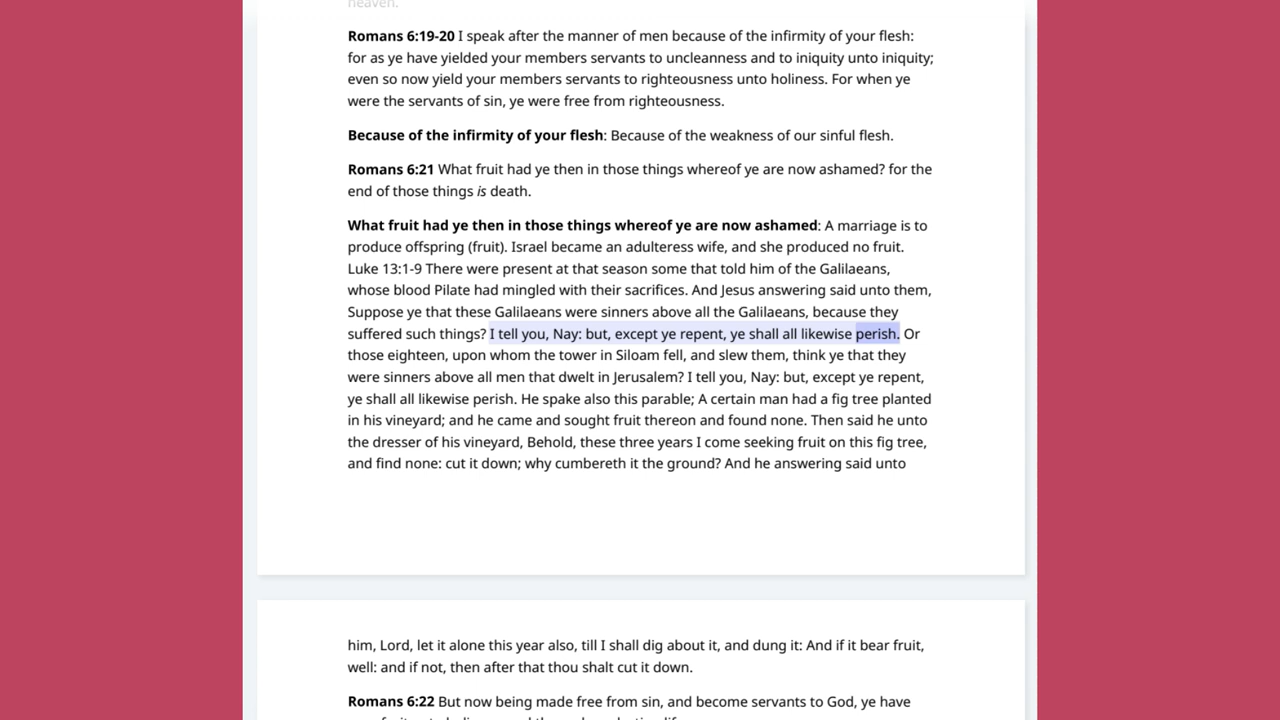 heaven.
Romans 6:19-20 I speak after the manner of men because of the infirmity of your flesh:
for as ye have yielded your members servants to uncleanness and to iniquity unto iniquity;
even so now yield your members servants to righteousness unto holiness. For when ye
were the servants of sin, ye were free from righteousness.
Because of the infirmity of your flesh: Because of the weakness of our sinful flesh.
Romans 6:21 What fruit had ye then in those things whereof ye are now ashamed? for the
end of those things is death.
What fruit had ye then in those things whereof ye are now ashamed: A marriage is to
produce offspring (fruit). Israel became an adulteress wife, and she produced no fruit.
Luke 13:1-9 There were present at that season some that told him of the Galilaeans,
whose blood Pilate had mingled with their sacrifices. And Jesus answering said unto them,
Suppose ye that these Galilaeans were sinners above all the Galilaeans, because they
suffered such things? I tell you, Nay: but, except ye repent, ye shall all likewise perish. Or
those eighteen, upon whom the tower in Siloam fell, and slew them, think ye that they
were sinners above all men that dwelt in Jerusalem? I tell you, Nay: but, except ye repent,
ye shall all likewise perish. He spake also this parable; A certain man had a fig tree planted
in his vineyard; and he came and sought fruit thereon and found none. Then said he unto
the dresser of his vineyard, Behold, these three years I come seeking fruit on this fig tree,
and find none: cut it down; why cumbereth it the ground? And he answering said unto
him, Lord, let it alone this year also, till I shall dig about it, and dung it: And if it bear fruit,
well: and if not, then after that thou shalt cut it down.
Romans 6:22 But now being made free from sin, and become servants to God, ye have